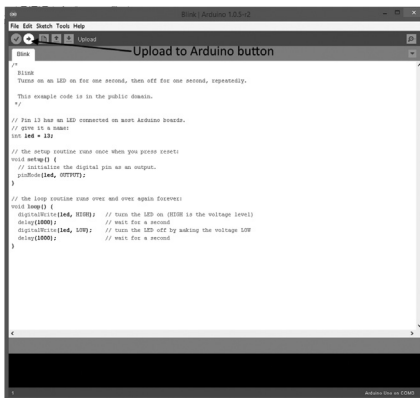 Blink | Arduino 1.0.5-r2
File Edit Sketch Tools Help
Upload
Upload to Arduino button
Blink
/*
  Blink
  Turns on an LED on for one second, then off for one second, repeatedly.

  This example code is in the public domain.
 */

// Pin 13 has an LED connected on most Arduino boards.
// give it a name:
int led = 13;

// the setup routine runs once when you press reset:
void setup() {
  // initialize the digital pin as an output.
  pinMode(led, OUTPUT);
}

// the loop routine runs over and over again forever:
void loop() {
  digitalWrite(led, HIGH);   // turn the LED on (HIGH is the voltage level)
  delay(1000);               // wait for a second
  digitalWrite(led, LOW);    // turn the LED off by making the voltage LOW
  delay(1000);               // wait for a second
}
1